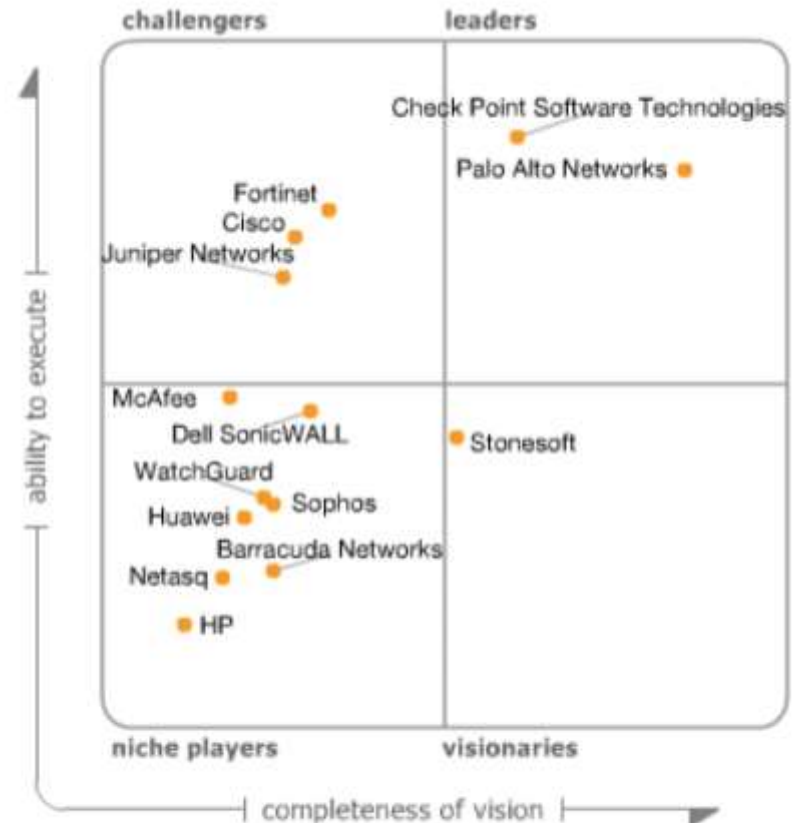 challengers
leaders
Check Point Software Technologies
Palo Alto Networks
Fortinet
Cisco
Juniper Networks
McAfee
Dell SonicWALL
Stonesoft
WatchGuard
Sophos
Huawei
Barracuda Networks
Netasq
HP
niche players
visionaries
ability to execute
completeness of vision